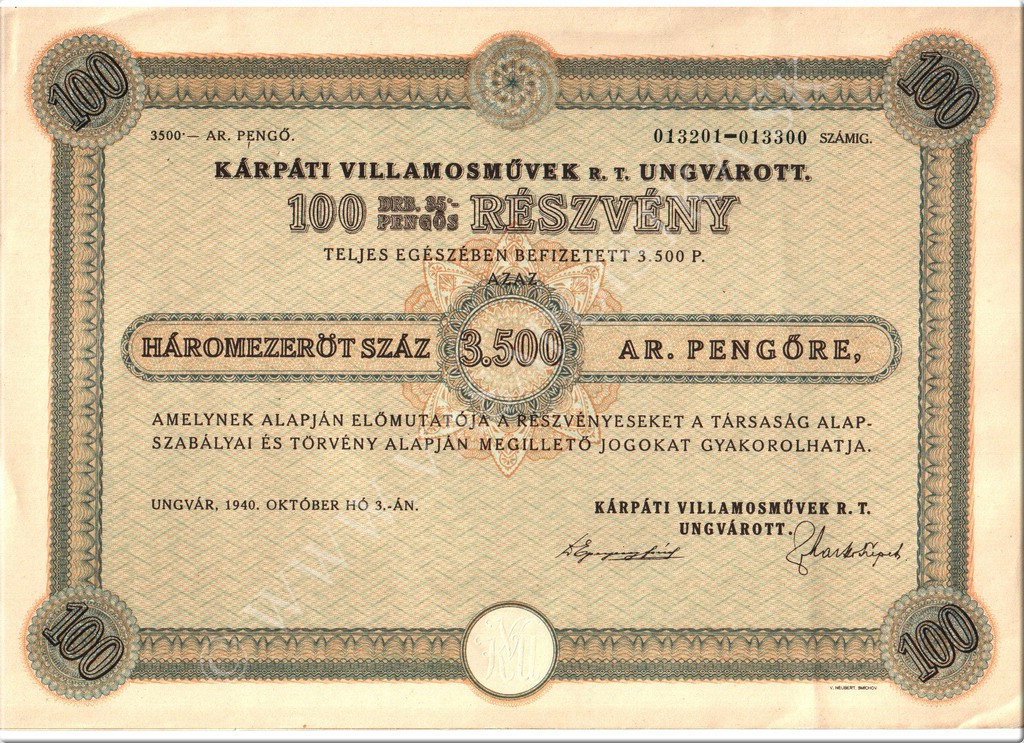 100
100
3500·— AR. PENGŐ.
013201—013300 SZÁMIG.
KÁRPÁTI VILLAMOSMŰVEK R. T. UNGVÁROTT.
100 DRB. 35·- PENGŐS RÉSZVÉNY
TELJES EGÉSZÉBEN BEFIZETETT 3.500 P.
AZAZ
HÁROMEZERÖT SZÁZ 3.500 AR. PENGŐRE,
AMELYNEK ALAPJÁN ELŐMUTATÓJA A RÉSZVÉNYESEKET A TÁRSASÁG ALAP-
SZABÁLYAI ÉS TÖRVÉNY ALAPJÁN MEGILLETŐ JOGOKAT GYAKOROLHATJA.
UNGVÁR, 1940. OKTÓBER HÓ 3.-ÁN.
KÁRPÁTI VILLAMOSMŰVEK R. T.
UNGVÁROTT.
100
100
V. NEUBERT, SMÍCHOV.